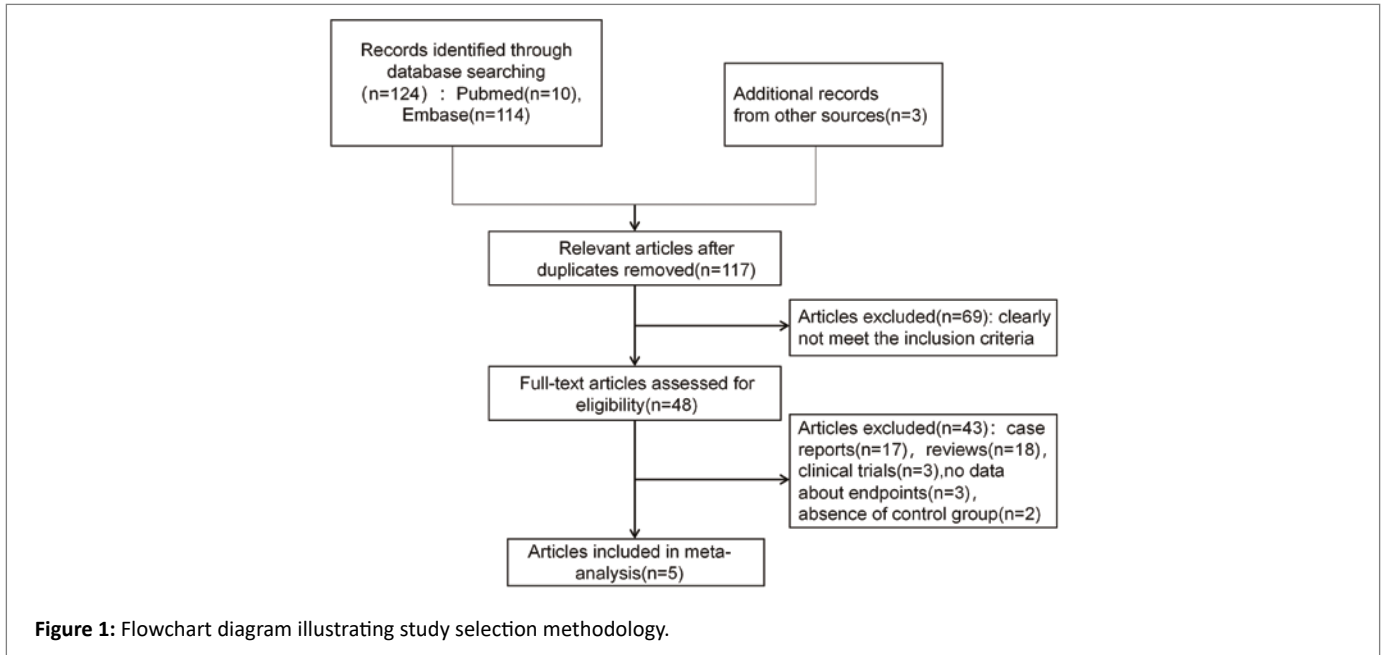 Records identified through
database searching
(n=124) : Pubmed(n=10),
Embase(n=114)
Additional records
from other sources(n=3)
Relevant articles after
duplicates removed(n=117)
Articles excluded(n=69): clearly
not meet the inclusion criteria
Full-text articles assessed for
eligibility(n=48)
Articles excluded(n=43): case
reports(n=17), reviews(n=18),
clinical trials(n=3),no data
about endpoints(n=3),
absence of control group(n=2)
Articles included in meta-
analysis(n=5)
Figure 1: Flowchart diagram illustrating study selection methodology.